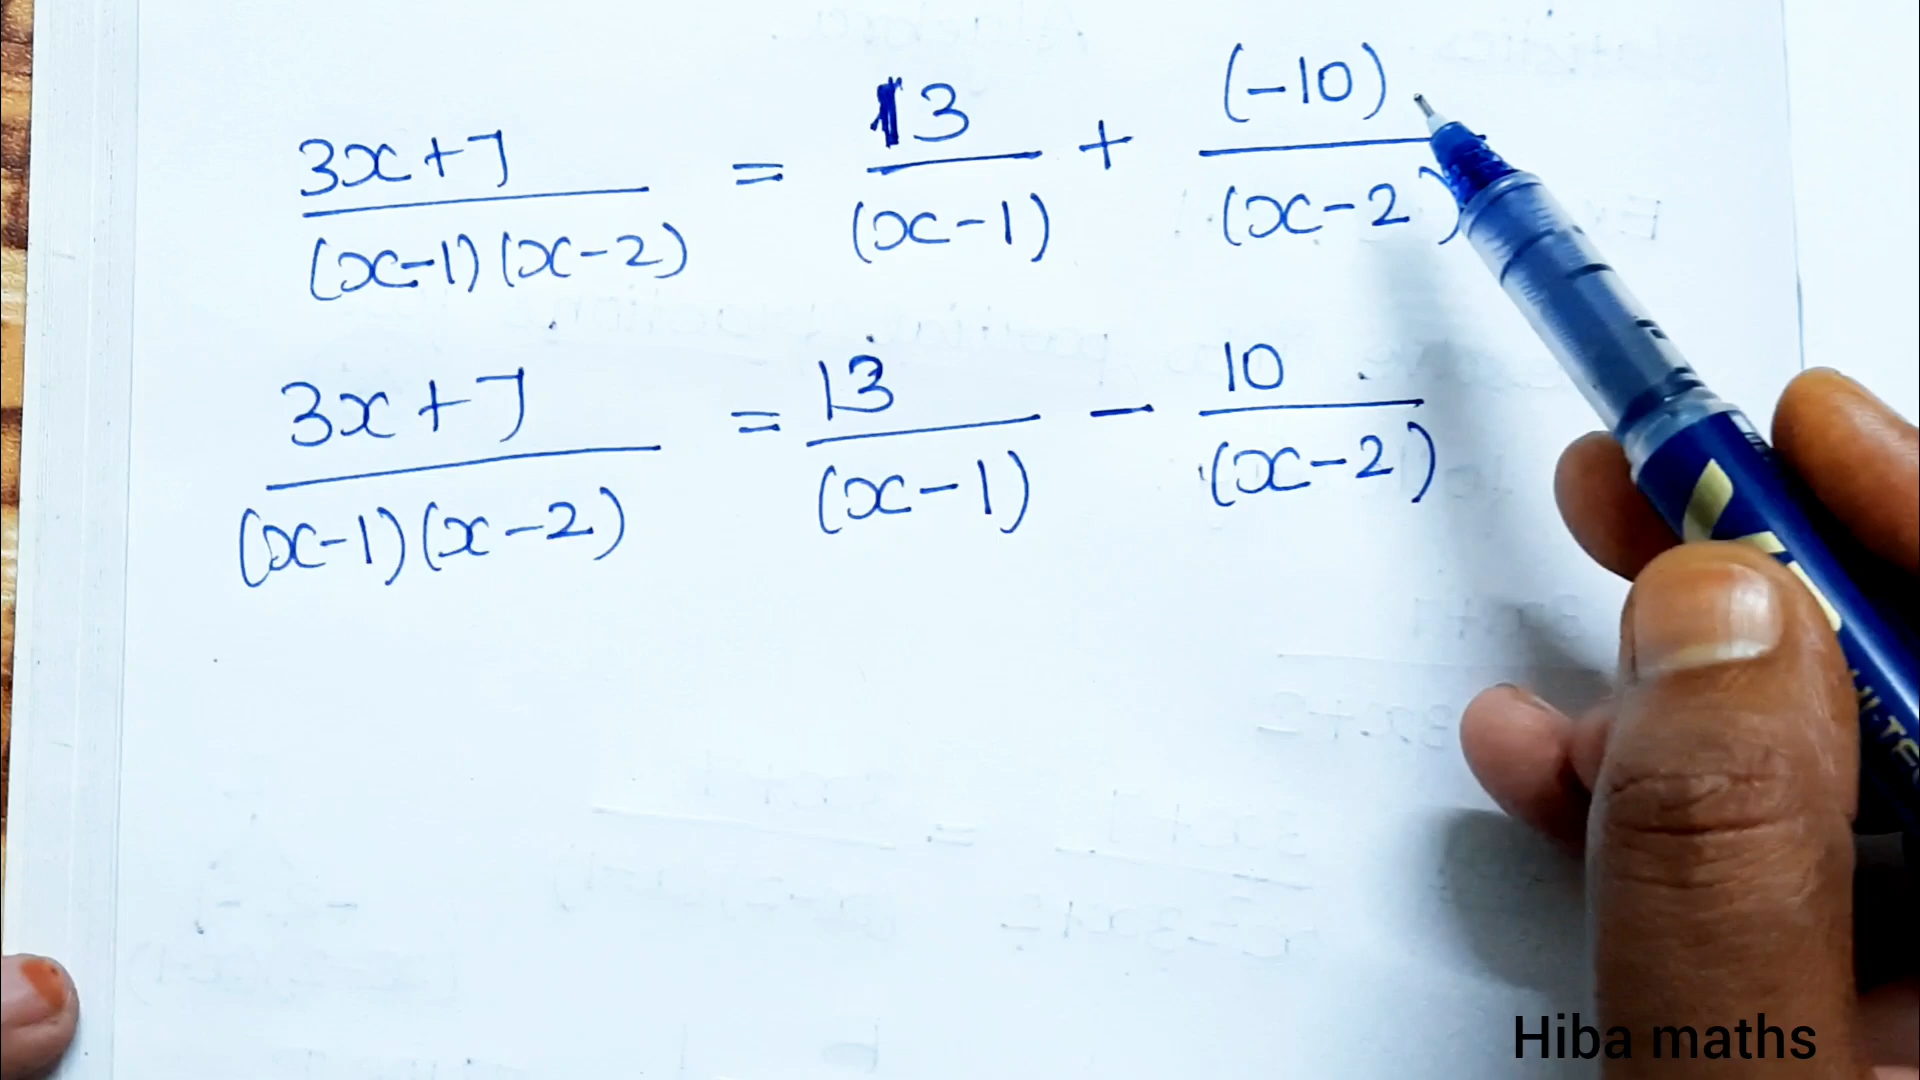 3x+7 / (x-1)(x-2) = 13 / (x-1) + (-10) / (x-2)
3x+7 / (x-1)(x-2) = 13 / (x-1) - 10 / (x-2)
Hiba maths